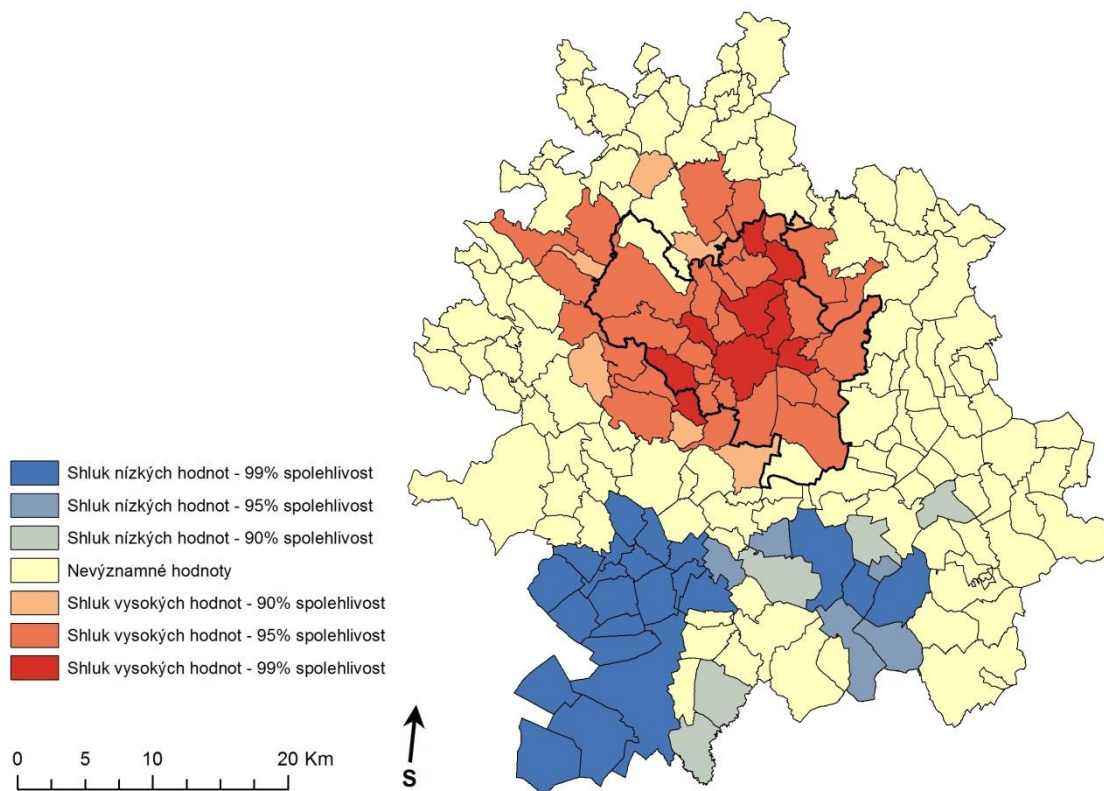 Shluk nízkých hodnot - 99% spolehlivost
Shluk nízkých hodnot - 95% spolehlivost
Shluk nízkých hodnot - 90% spolehlivost
Nevýznamné hodnoty
Shluk vysokých hodnot - 90% spolehlivost
Shluk vysokých hodnot - 95% spolehlivost
Shluk vysokých hodnot - 99% spolehlivost
0 5 10 20 Km
S